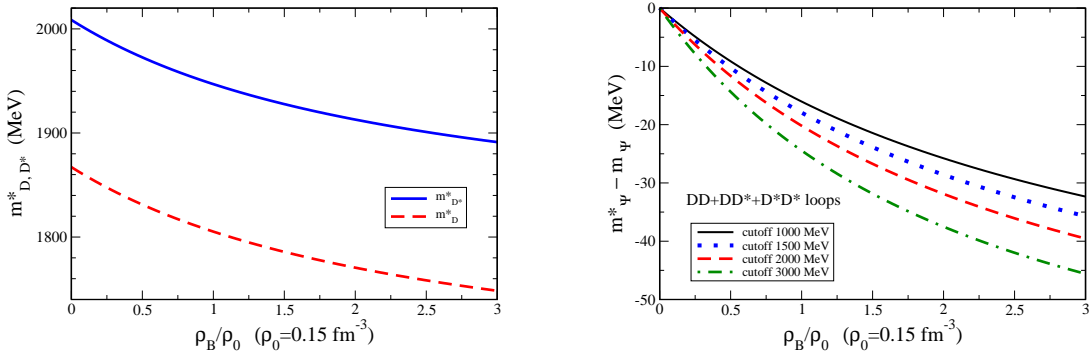 2000
1900
1800
m*D, D* (MeV)
m*D*
m*D
0 0.5 1 1.5 2 2.5 3
ρB/ρ0 (ρ0=0.15 fm-3)
0
-10
-20
-30
-40
-50
m*Ψ − mΨ (MeV)
DD+DD*+D*D* loops
cutoff 1000 MeV
cutoff 1500 MeV
cutoff 2000 MeV
cutoff 3000 MeV
0 0.5 1 1.5 2 2.5 3
ρB/ρ0 (ρ0=0.15 fm-3)